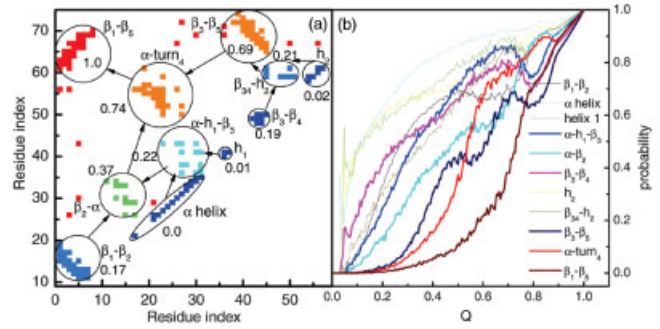 (a)
β₁-β₅
1.0
α-turn₄
0.74
β₃-β₅
0.69
0.21
h₂
β₃₄-h₂
0.02
β₃-β₄
0.19
α-h₁-β₃
0.22
h₁
0.01
0.37
β₂-α
α helix
0.0
β₁-β₂
0.17
70
60
50
40
30
20
10
0 10 20 30 40 50
Residue index
Residue index
(b)
β₁-β₂
α helix
helix 1
α-h₁-β₃
α-β₂
β₃-β₄
h₂
β₃₄-h₂
β₃-β₅
α-turn₄
β₁-β₅
1.0
0.8
0.6
0.4
0.2
0.0
probability
0.0 0.2 0.4 0.6 0.8 1.0
Q